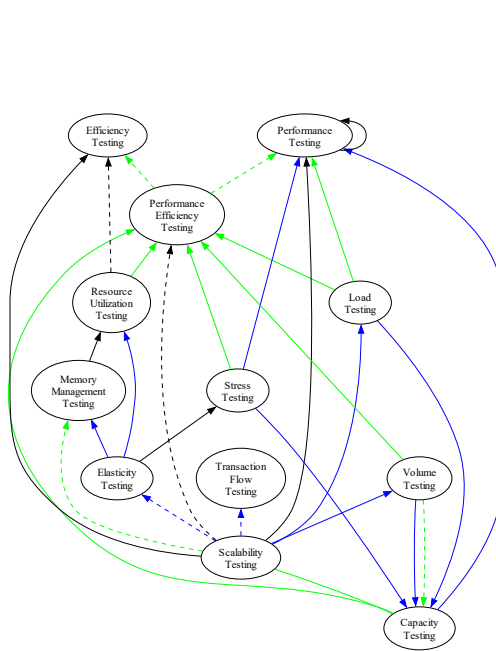 Efficiency
Testing
Performance
Testing
Performance
Efficiency
Testing
Resource
Utilization
Testing
Load
Testing
Memory
Management
Testing
Stress
Testing
Elasticity
Testing
Transaction
Flow
Testing
Volume
Testing
Scalability
Testing
Capacity
Testing